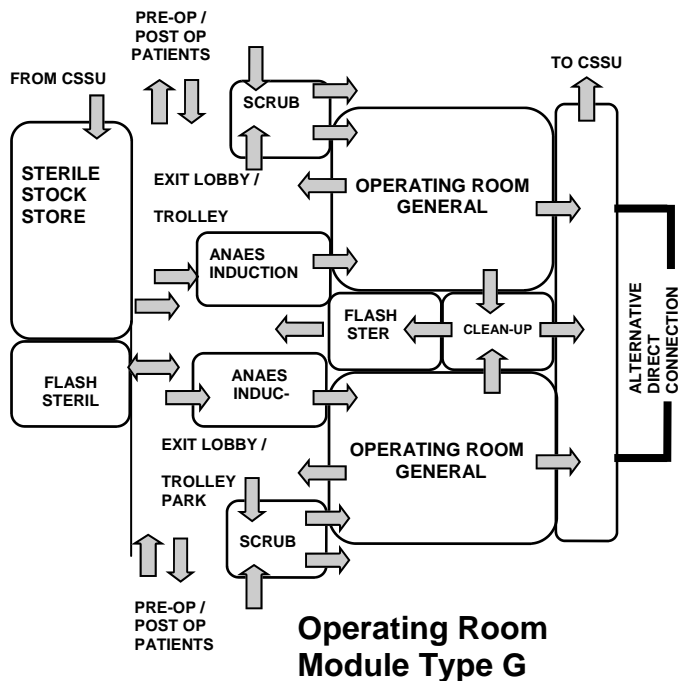 PRE-OP /
POST OP
PATIENTS
FROM CSSU
TO CSSU
SCRUB
STERILE
STOCK
STORE
EXIT LOBBY /
TROLLEY
OPERATING ROOM
GENERAL
ANAES
INDUCTION
FLASH
STER
CLEAN-UP
ALTERNATIVE
DIRECT
CONNECTION
FLASH
STERIL
ANAES
INDUC-
EXIT LOBBY /
TROLLEY
PARK
OPERATING ROOM
GENERAL
SCRUB
PRE-OP /
POST OP
PATIENTS
Operating Room
Module Type G